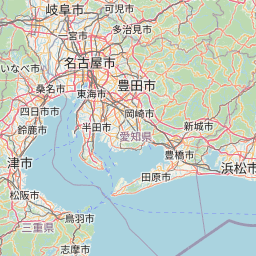 岐阜市
可児市
一宮市
多治見市
いなべ市
名古屋市
豊田市
桑名市
東海市
四日市市
岡崎市
鈴鹿市
半田市
新城市
愛知県
津市
豊橋市
浜松市
田原市
松阪市
鳥羽市
三重県
志摩市